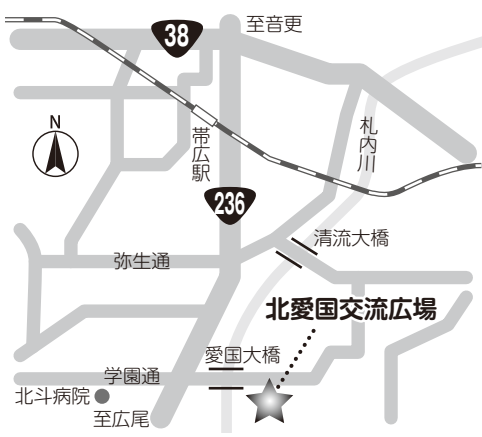 38
至音更
N
帯広駅
札内川
236
清流大橋
弥生通
北愛国交流広場
愛国大橋
学園通
北斗病院
至広尾